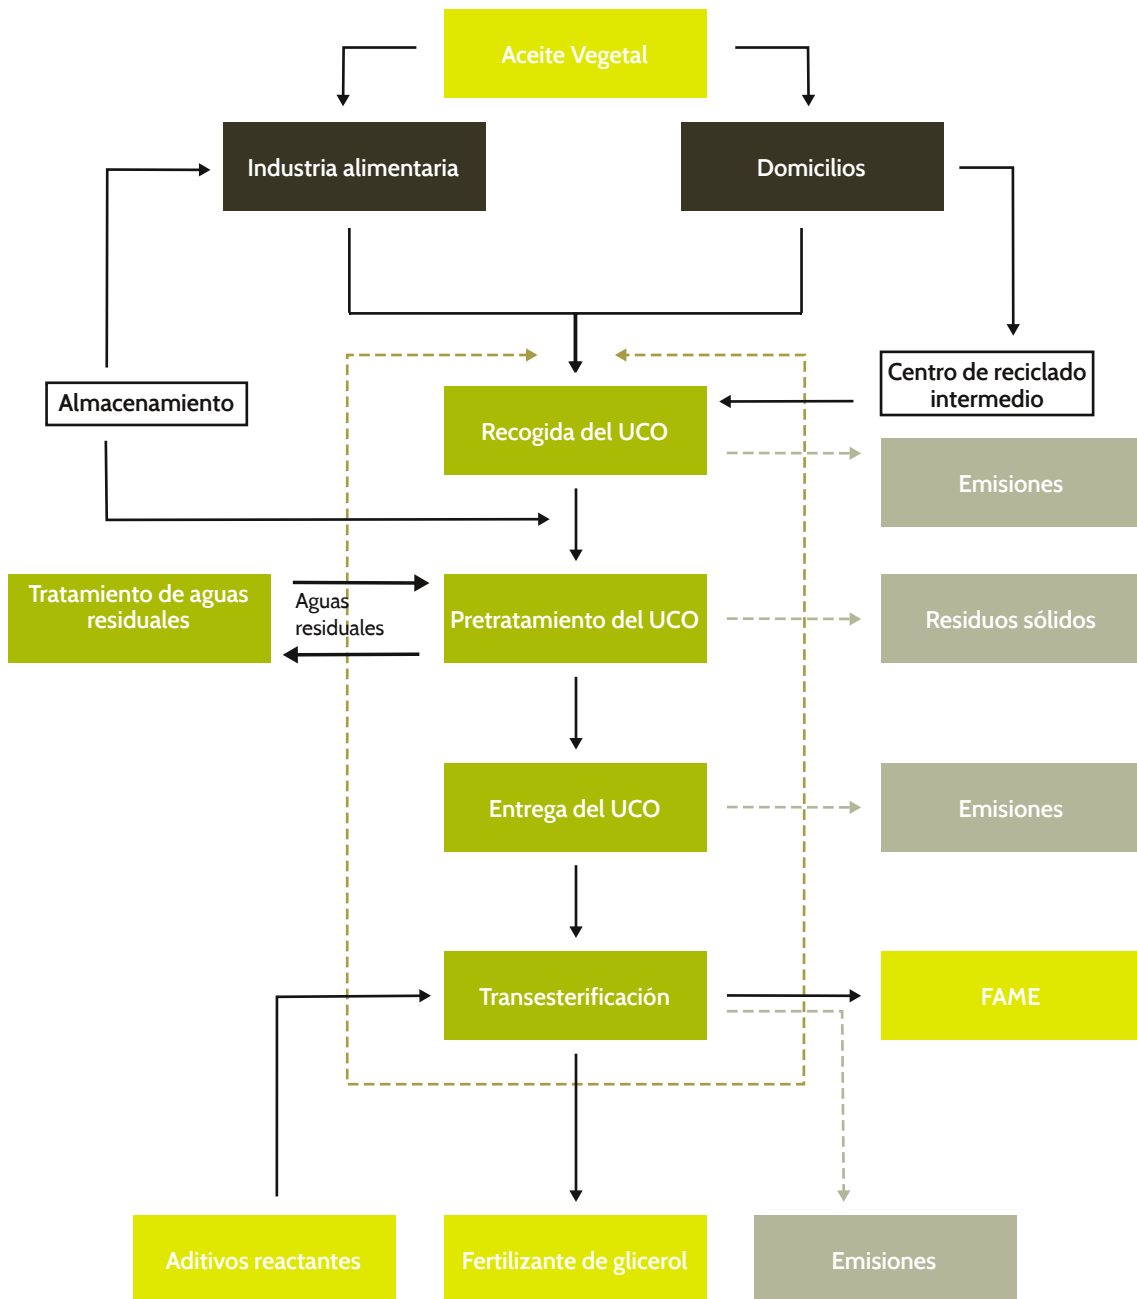 Aceite Vegetal
Industria alimentaria
Domicilios
Almacenamiento
Centro de reciclado
intermedio
Recogida del UCO
Emisiones
Tratamiento de aguas
residuales
Aguas
residuales
Pretratamiento del UCO
Residuos sólidos
Entrega del UCO
Emisiones
Transesterificación
FAME
Aditivos reactantes
Fertilizante de glicerol
Emisiones